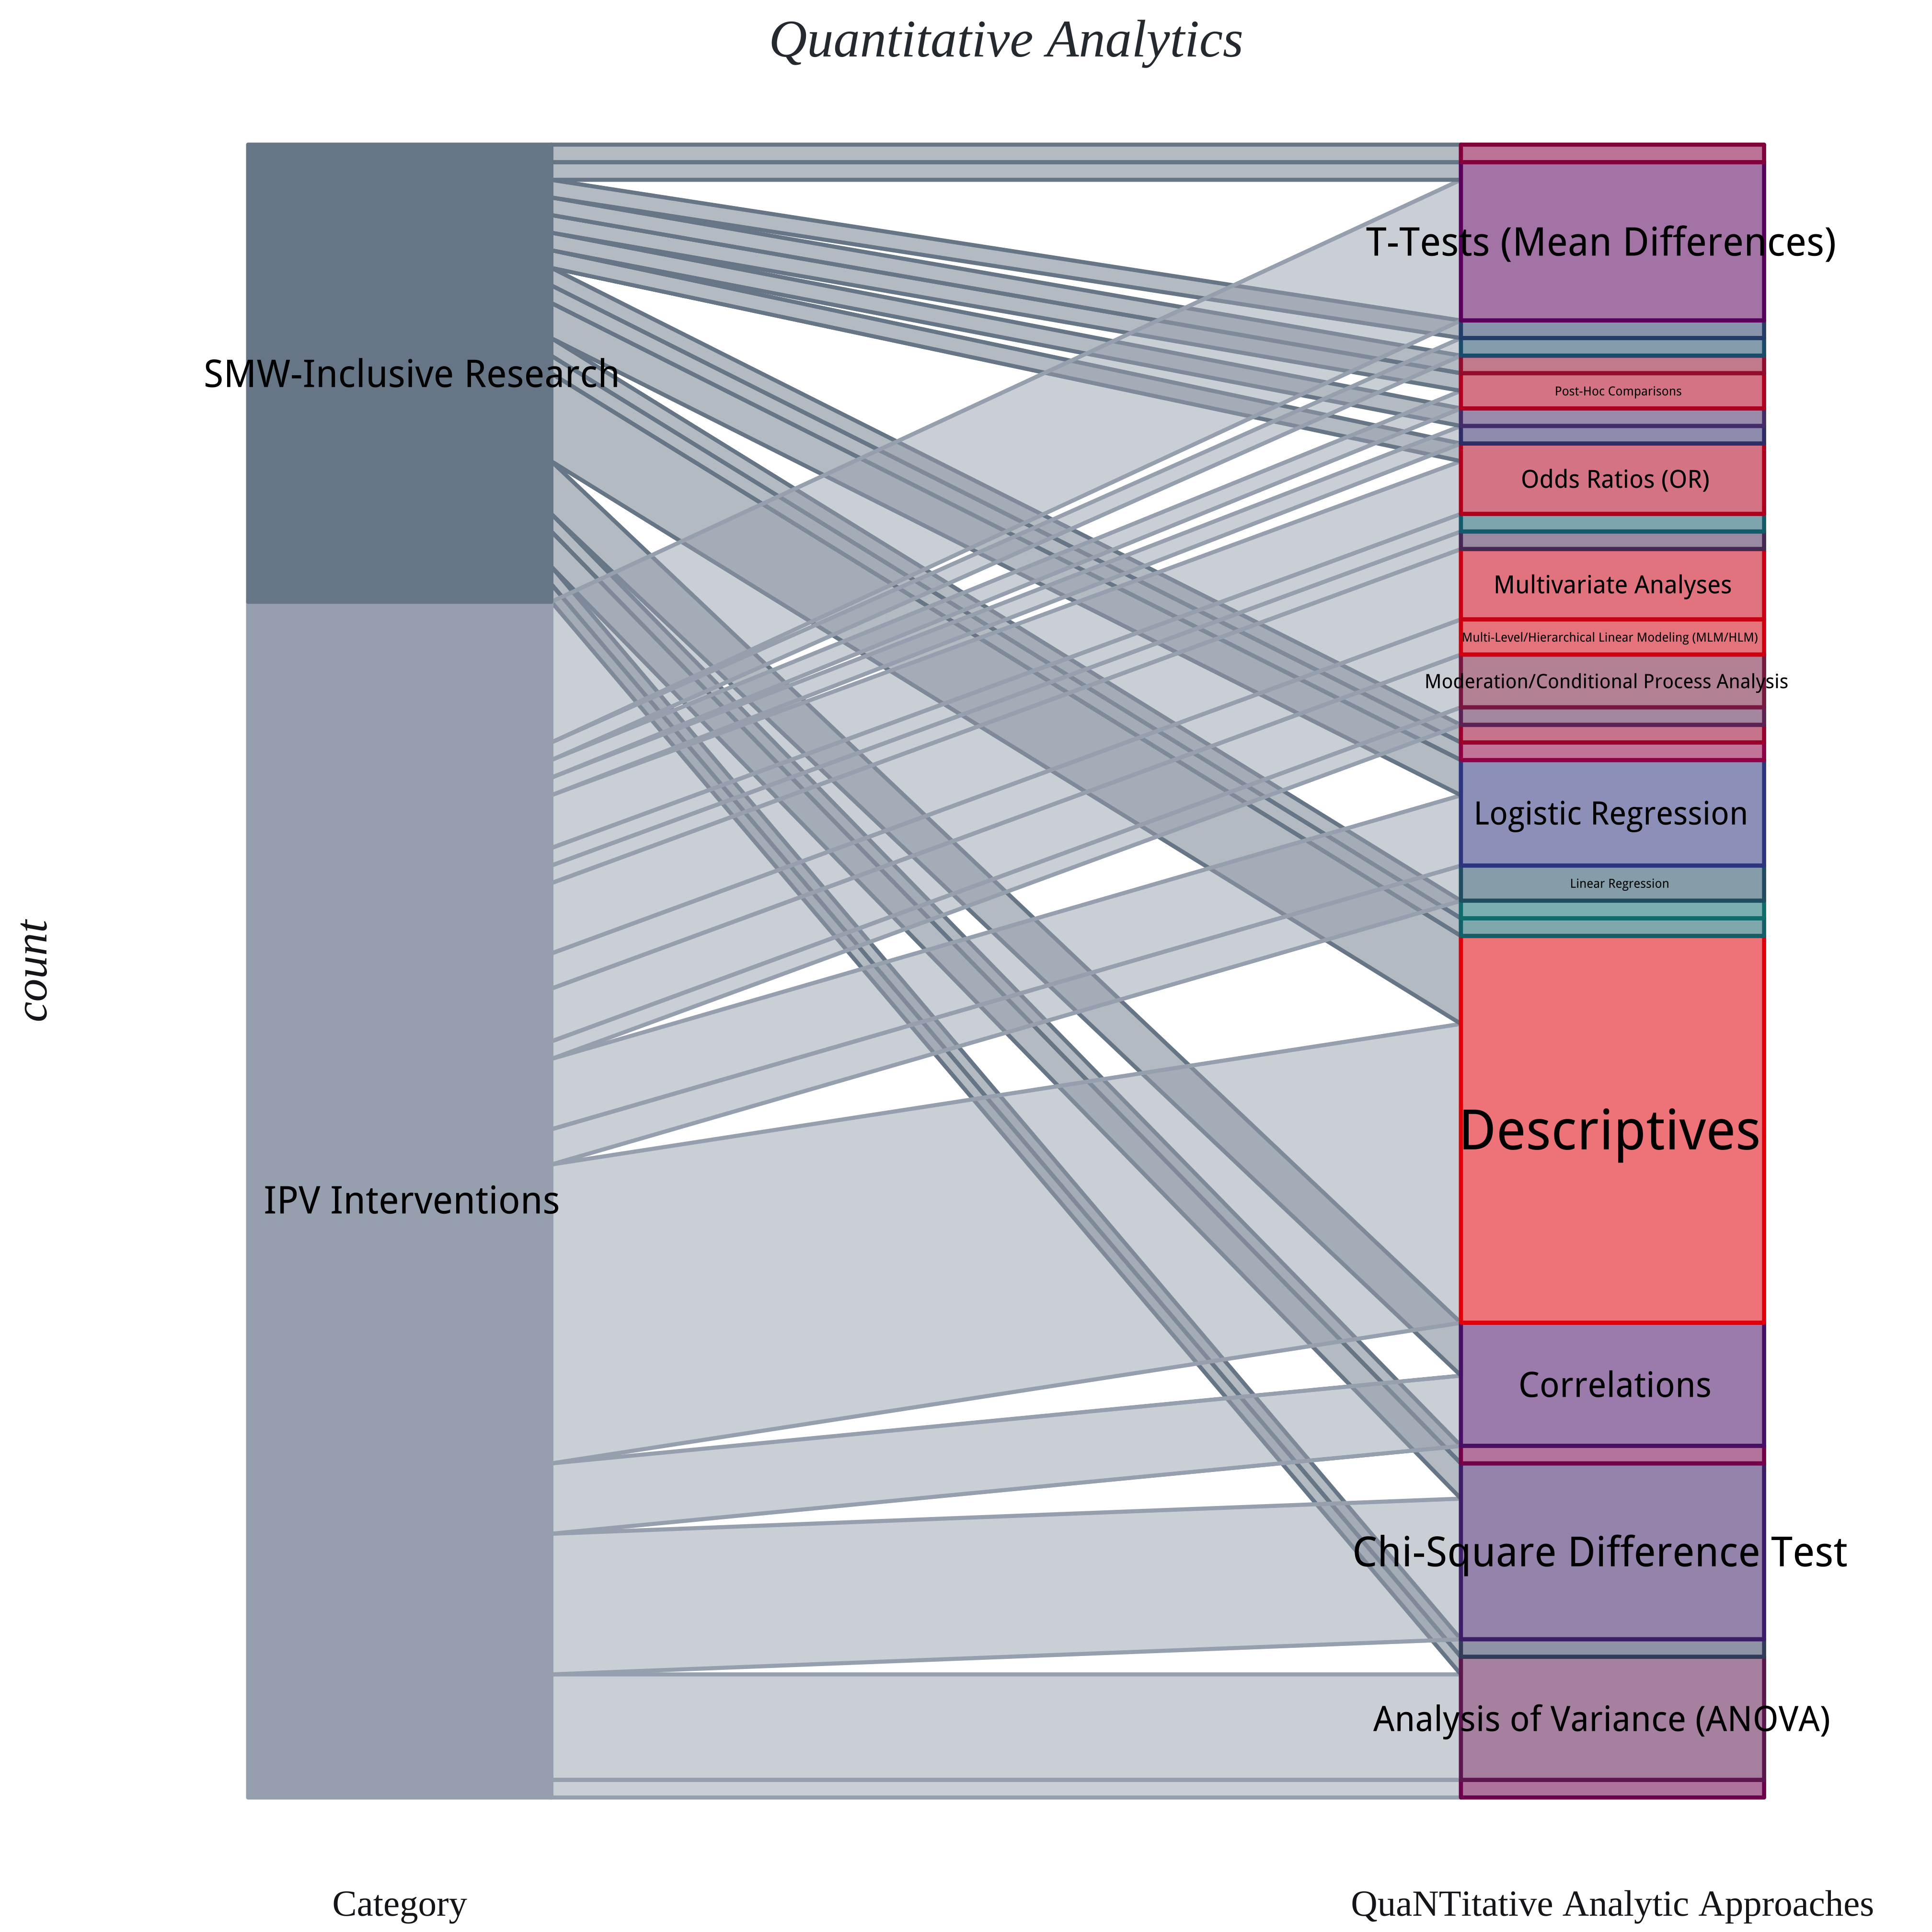 Quantitative Analytics
T-Tests (Mean Differences)
SMW-Inclusive Research
Post-Hoc Comparisons
Odds Ratios (OR)
Multivariate Analyses
Multi-Level/Hierarchical Linear Modeling (MLM/HLM)
Moderation/Conditional Process Analysis
Logistic Regression
Linear Regression
count
Descriptives
IPV Interventions
Correlations
Chi-Square Difference Test
Analysis of Variance (ANOVA)
Category
QuaNTitative Analytic Approaches